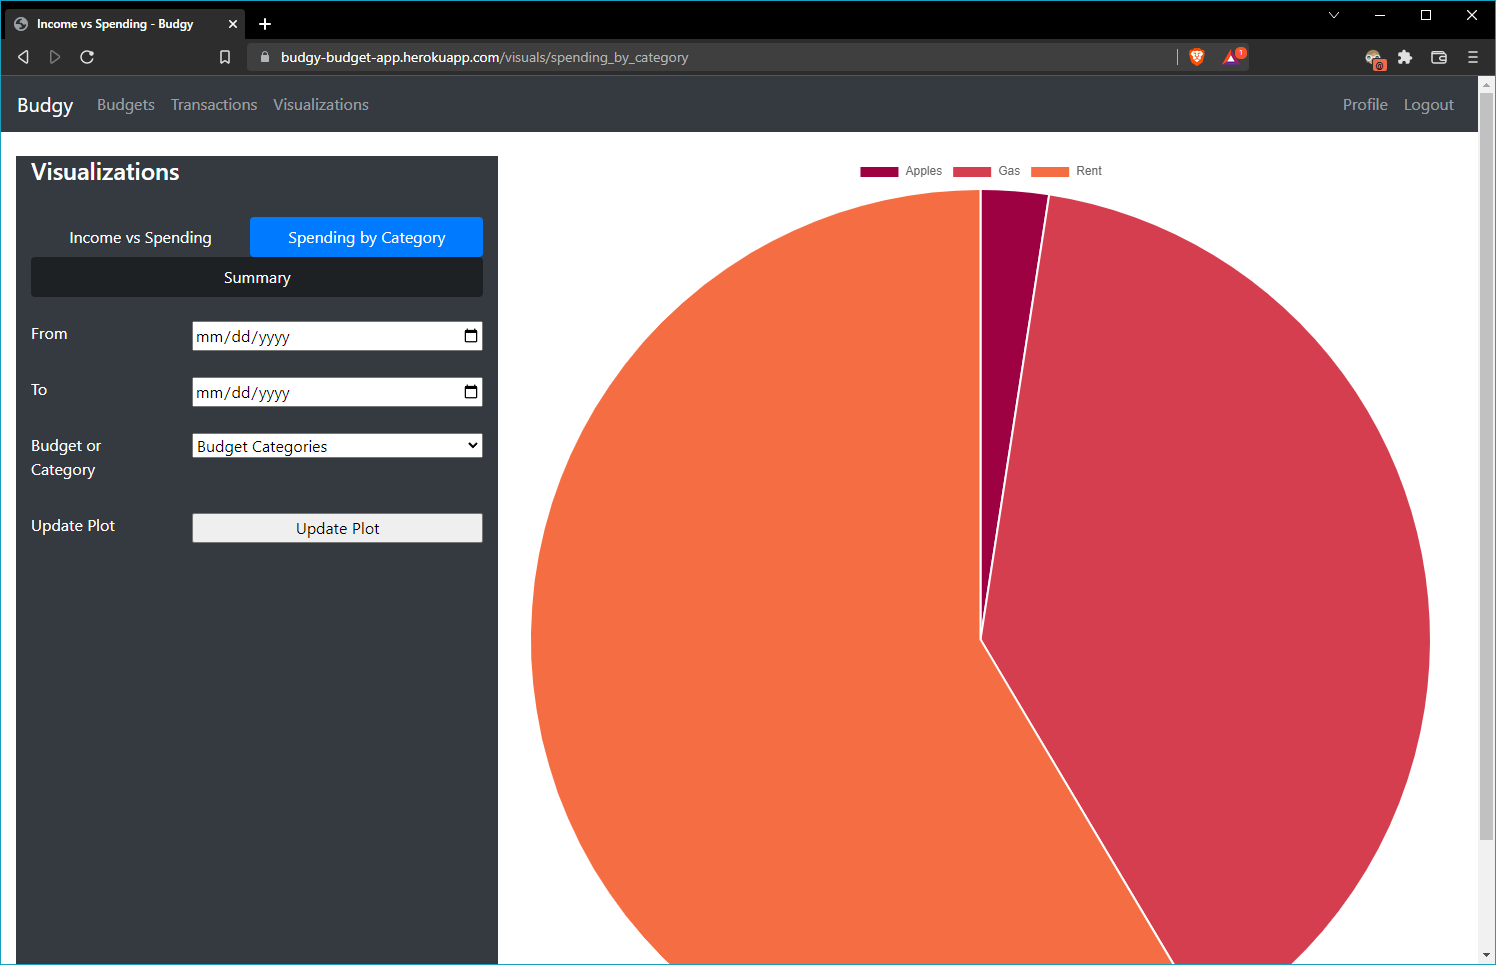 Income vs Spending - Budgy
budgy-budget-app.herokuapp.com/visuals/spending_by_category
1
Budgy Budgets Transactions Visualizations Profile Logout
Visualizations
Income vs Spending Spending by Category
Summary
From mm/dd/yyyy
To mm/dd/yyyy
Budget or
Category
Budget Categories
Update Plot Update Plot
Apples Gas Rent